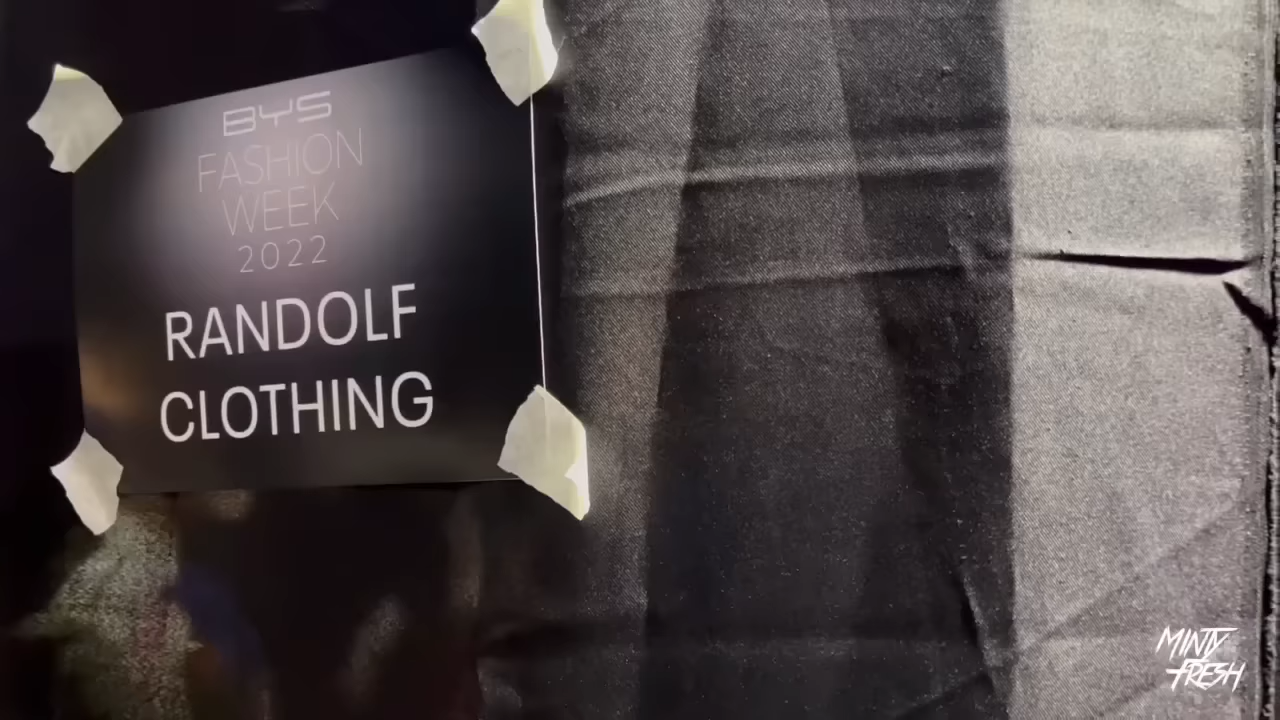 BYS
FASHION
WEEK
2022
RANDOLF
CLOTHING
MINTY
FRESH